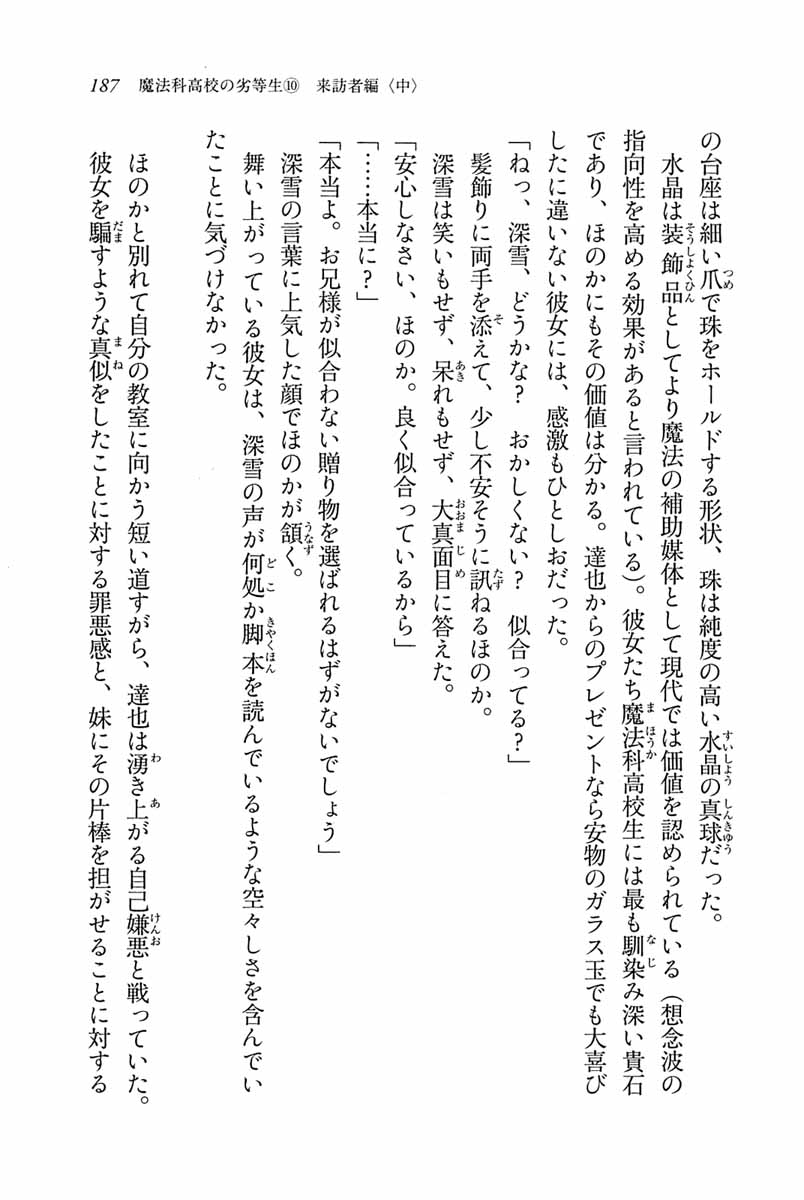 187　魔法科高校の劣等生⑩　来訪者編〈中〉
の台座は細い爪で珠をホールドする形状、珠は純度の高い水晶の真球だった。
　水晶は装飾品としてより魔法の補助媒体として現代では価値を認められている（想念波の
指向性を高める効果があると言われている）。彼女たち魔法科高校生には最も馴染み深い貴石
であり、ほのかにもその価値は分かる。達也からのプレゼントなら安物のガラス玉でも大喜び
したに違いない彼女には、感激もひとしおだった。
「ねっ、深雪、どうかな？　おかしくない？　似合ってる？」
　髪飾りに両手を添えて、少し不安そうに訊ねるほのか。
　深雪は笑いもせず、呆れもせず、大真面目に答えた。
「安心しなさい、ほのか。良く似合っているから」
「……本当に？」
「本当よ。お兄様が似合わない贈り物を選ばれるはずがないでしょう」
　深雪の言葉に上気した顔でほのかが頷く。
　舞い上がっている彼女は、深雪の声が何処か脚本を読んでいるような空々しさを含んでい
たことに気づけなかった。
　ほのかと別れて自分の教室に向かう短い道すがら、達也は湧き上がる自己嫌悪と戦っていた。
　彼女を騙すような真似をしたことに対する罪悪感と、妹にその片棒を担がせることに対する